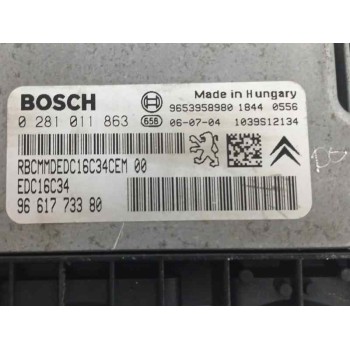 BOSCH
Made in Hungary
9653958980 1844 0556
0 281 011 863 658 06-07-04 1039S12134
RBCMMDEDC16C34CEM 00
EDC16C34
96 617 733 80